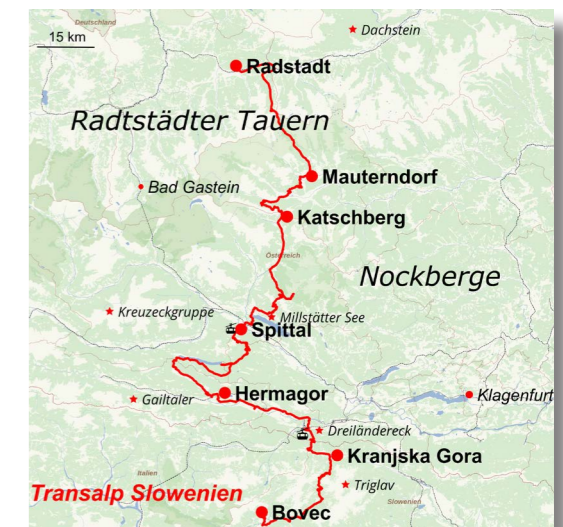 Deutschland
15 km
Dachstein
Radstadt
Radtstädter Tauern
Mauterndorf
Bad Gastein
Katschberg
Österreich
Nockberge
Kreuzeckgruppe
Millstätter See
Spittal
Hermagor
Klagenfurt
Gailtaler
Dreiländereck
Kranjska Gora
Italien
Triglav
Transalp Slowenien
Slowenien
Bovec